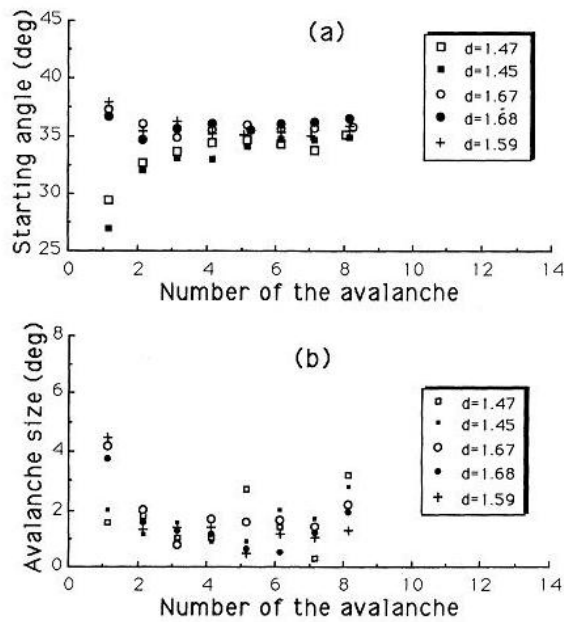 45
40
35
30
25
Starting angle (deg)
(a)
d=1.47
d=1.45
d=1.67
d=1.68
d=1.59
0 2 4 6 8 10 12 14
Number of the avalanche
8
6
4
2
0
Avalanche size (deg)
(b)
d=1.47
d=1.45
d=1.67
d=1.68
d=1.59
0 2 4 6 8 10 12 14
Number of the avalanche